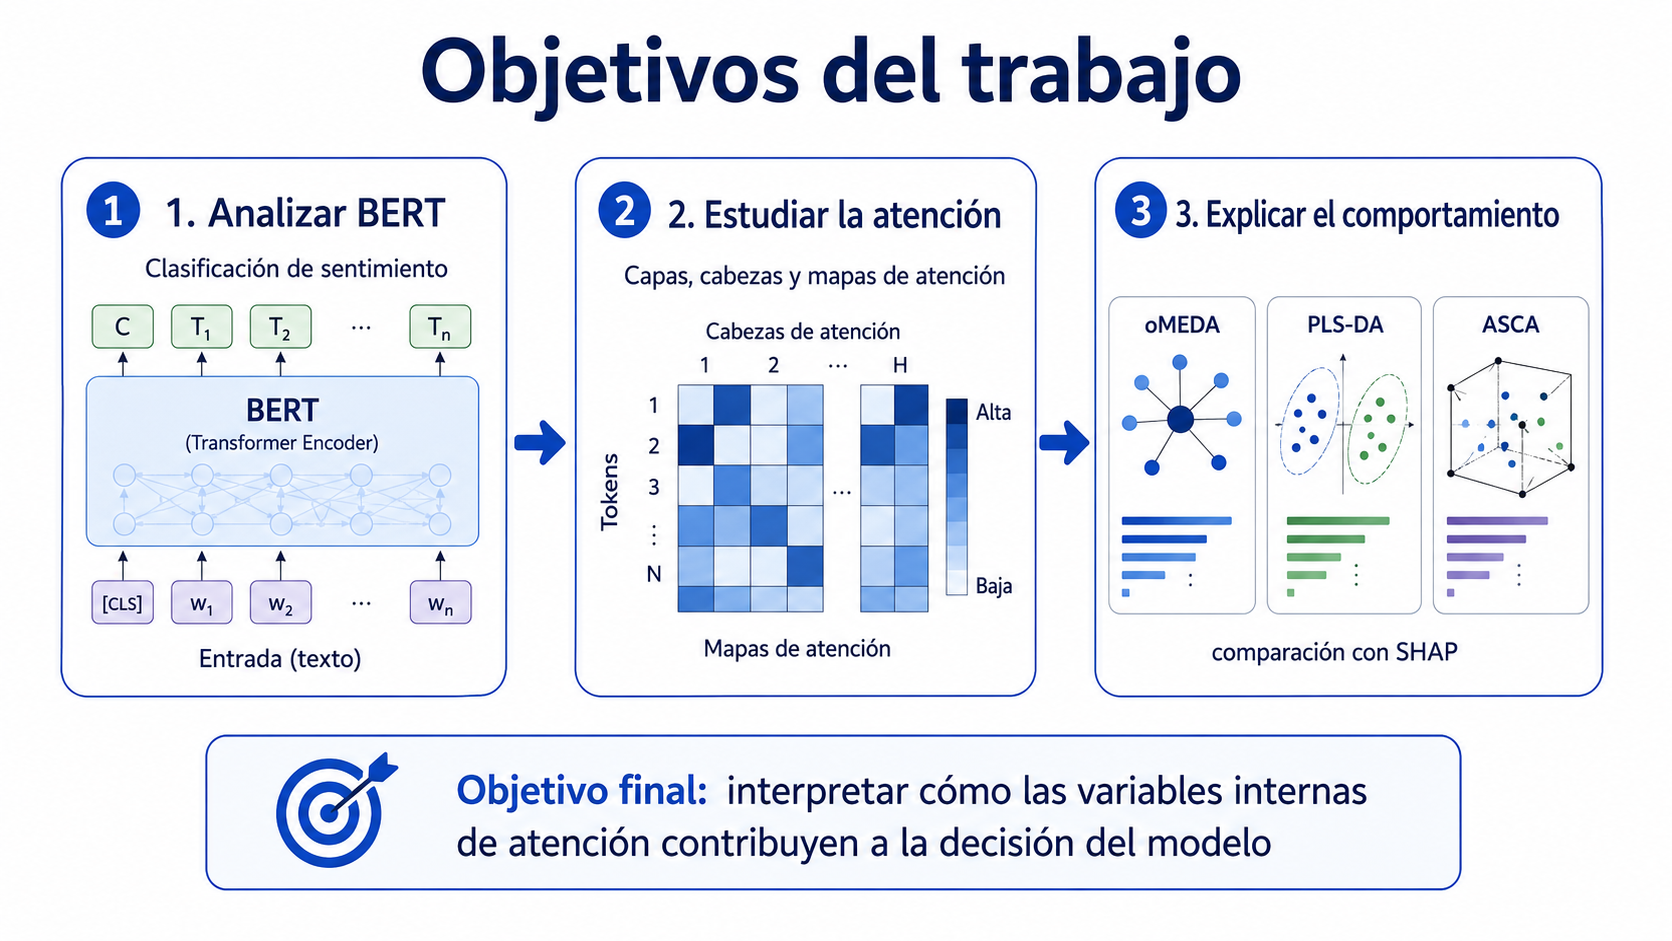 Objetivos del trabajo
1
1. Analizar BERT
Clasificación de sentimiento
C T1 T2 ... Tn
BERT
(Transformer Encoder)
[CLS] w1 w2 ... wn
Entrada (texto)
2
2. Estudiar la atención
Capas, cabezas y mapas de atención
Cabezas de atención
1 2 ... H
Tokens
1
2
3
...
⋮
N
Alta
Baja
Mapas de atención
3
3. Explicar el comportamiento
oMEDA
⋮
PLS-DA
⋮
ASCA
⋮
comparación con SHAP
Objetivo final: interpretar cómo las variables internas
de atención contribuyen a la decisión del modelo